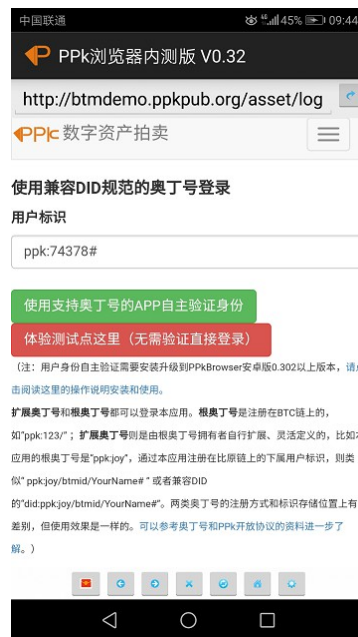 中国联通 45% 09:44
PPk浏览器内测版 V0.32
http://btmdemo.ppkpub.org/asset/log
PPk 数字资产拍卖
使用兼容DID规范的奥丁号登录
用户标识
ppk:74378#
使用支持奥丁号的APP自主验证身份
体验测试点这里（无需验证直接登录）
（注：用户身份自主验证需要安装升级到PPkBrowser安卓版0.302以上版本，请点
击阅读这里的操作说明安装和使用。
扩展奥丁号和根奥丁号都可以登录本应用。根奥丁号是注册在BTC链上的，
如"ppk:123/"；扩展奥丁号则是由根奥丁号拥有者自行扩展、灵活定义的，比如本
应用的根奥丁号是"ppk:joy"，通过本应用注册在比原链上的下属用户标识，则类
似" ppk:joy/btmid/YourName# " 或者兼容DID
的"did:ppk:joy/btmid/YourName#"。两类奥丁号的注册方式和标识存储位置上有
差别，但使用效果是一样的。可以参考奥丁号和PPk开放协议的资料进一步了
解。）